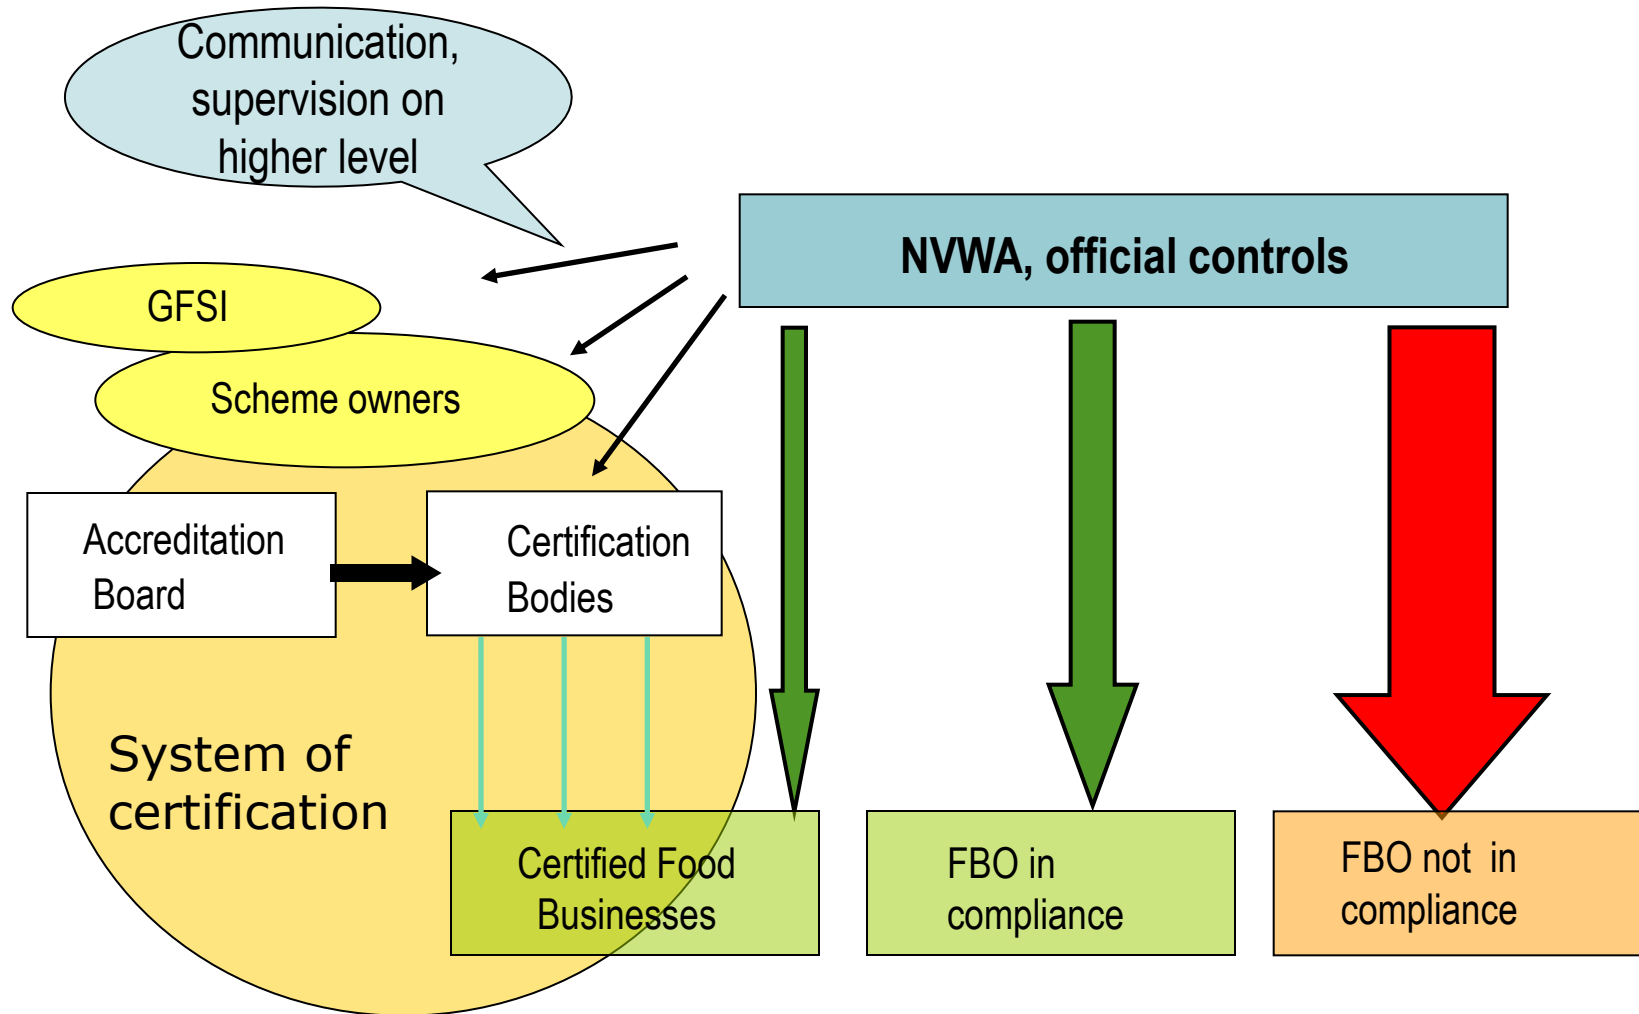 Communication,
supervision on
higher level
NVWA, official controls
GFSI
Scheme owners
Accreditation
Board
Certification
Bodies
System of
certification
Certified Food
Businesses
FBO in
compliance
FBO not in
compliance